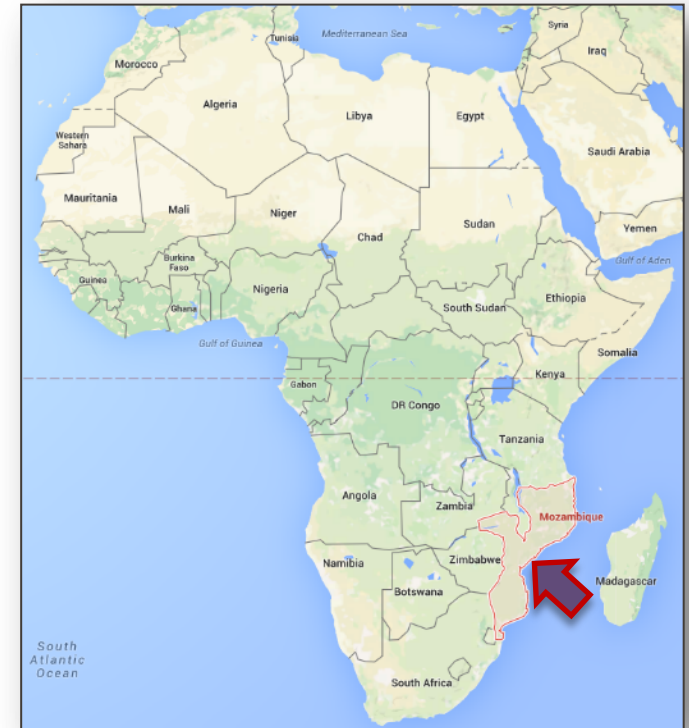 Mediterranean Sea
Tunisia
Syria
Iraq
Morocco
Algeria
Libya
Egypt
Western
Sahara
Saudi Arabia
Mauritania
Mali
Niger
Chad
Sudan
Yemen
Gulf of Aden
Burkina
Faso
Guinea
Nigeria
Ghana
South Sudan
Ethiopia
Gulf of Guinea
Somalia
Gabon
Kenya
DR Congo
Tanzania
Angola
Zambia
Mozambique
Namibia
Zimbabwe
Botswana
Madagascar
South
Atlantic
Ocean
South Africa